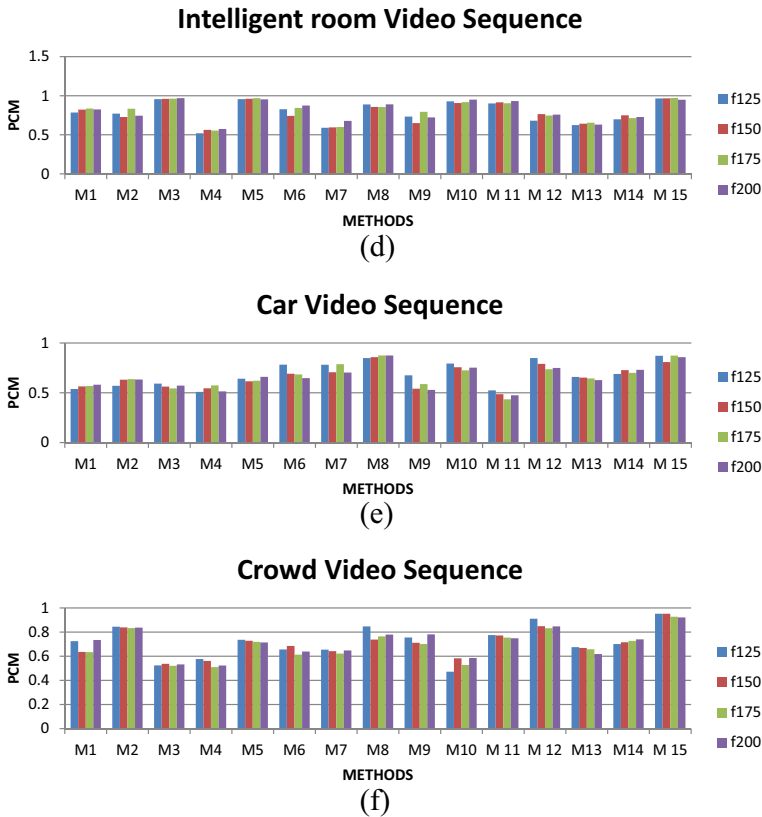 Intelligent room Video Sequence
1.5
1
0.5
0
PCM
M1 M2 M3 M4 M5 M6 M7 M8 M9 M10 M 11 M 12 M13 M14 M 15
METHODS
f125
f150
f175
f200
(d)
Car Video Sequence
1
0.5
0
PCM
M1 M2 M3 M4 M5 M6 M7 M8 M9 M10 M 11 M 12 M13 M14 M 15
METHODS
f125
f150
f175
f200
(e)
Crowd Video Sequence
1
0.8
0.6
0.4
0.2
0
PCM
M1 M2 M3 M4 M5 M6 M7 M8 M9 M10 M 11 M 12 M13 M14 M 15
METHODS
f125
f150
f175
f200
(f)